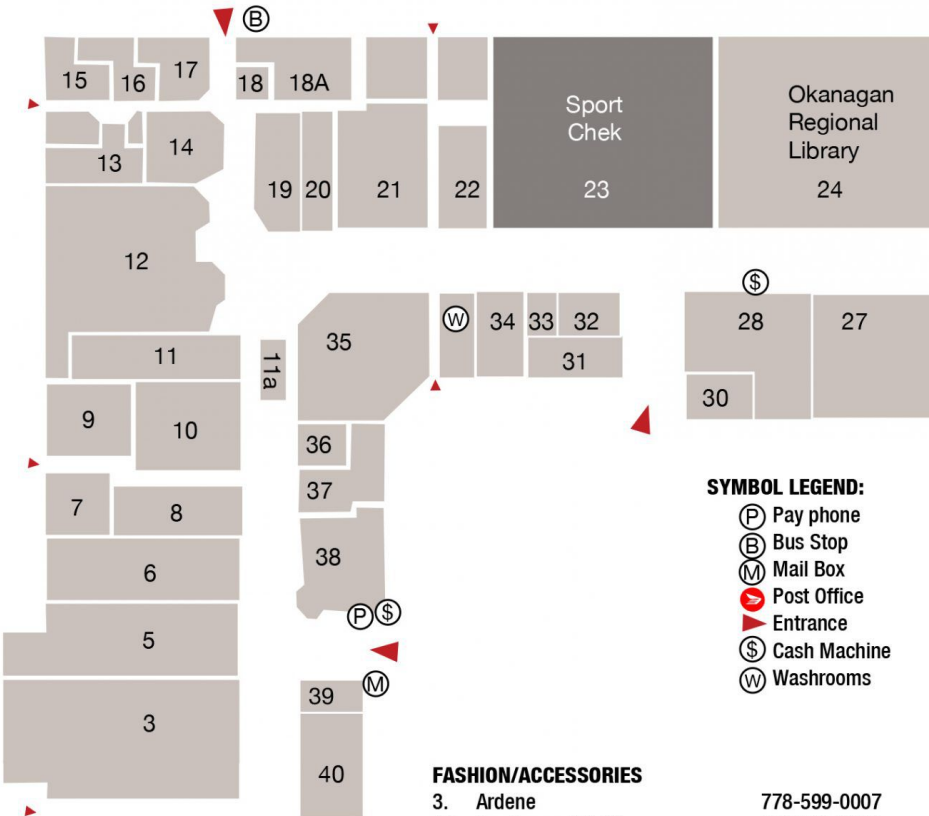 B
15
16
17
18
18A
Sport
Chek
23
Okanagan
Regional
Library
24
13
14
19
20
21
22
12
$
11
11a
35
W
34
33
32
31
28
27
30
9
10
36
37
7
8
38
6
P
$
5
39
M
3
40
SYMBOL LEGEND:
P Pay phone
B Bus Stop
M Mail Box
Post Office
Entrance
$ Cash Machine
W Washrooms
FASHION/ACCESSORIES
3. Ardene 778-599-0007